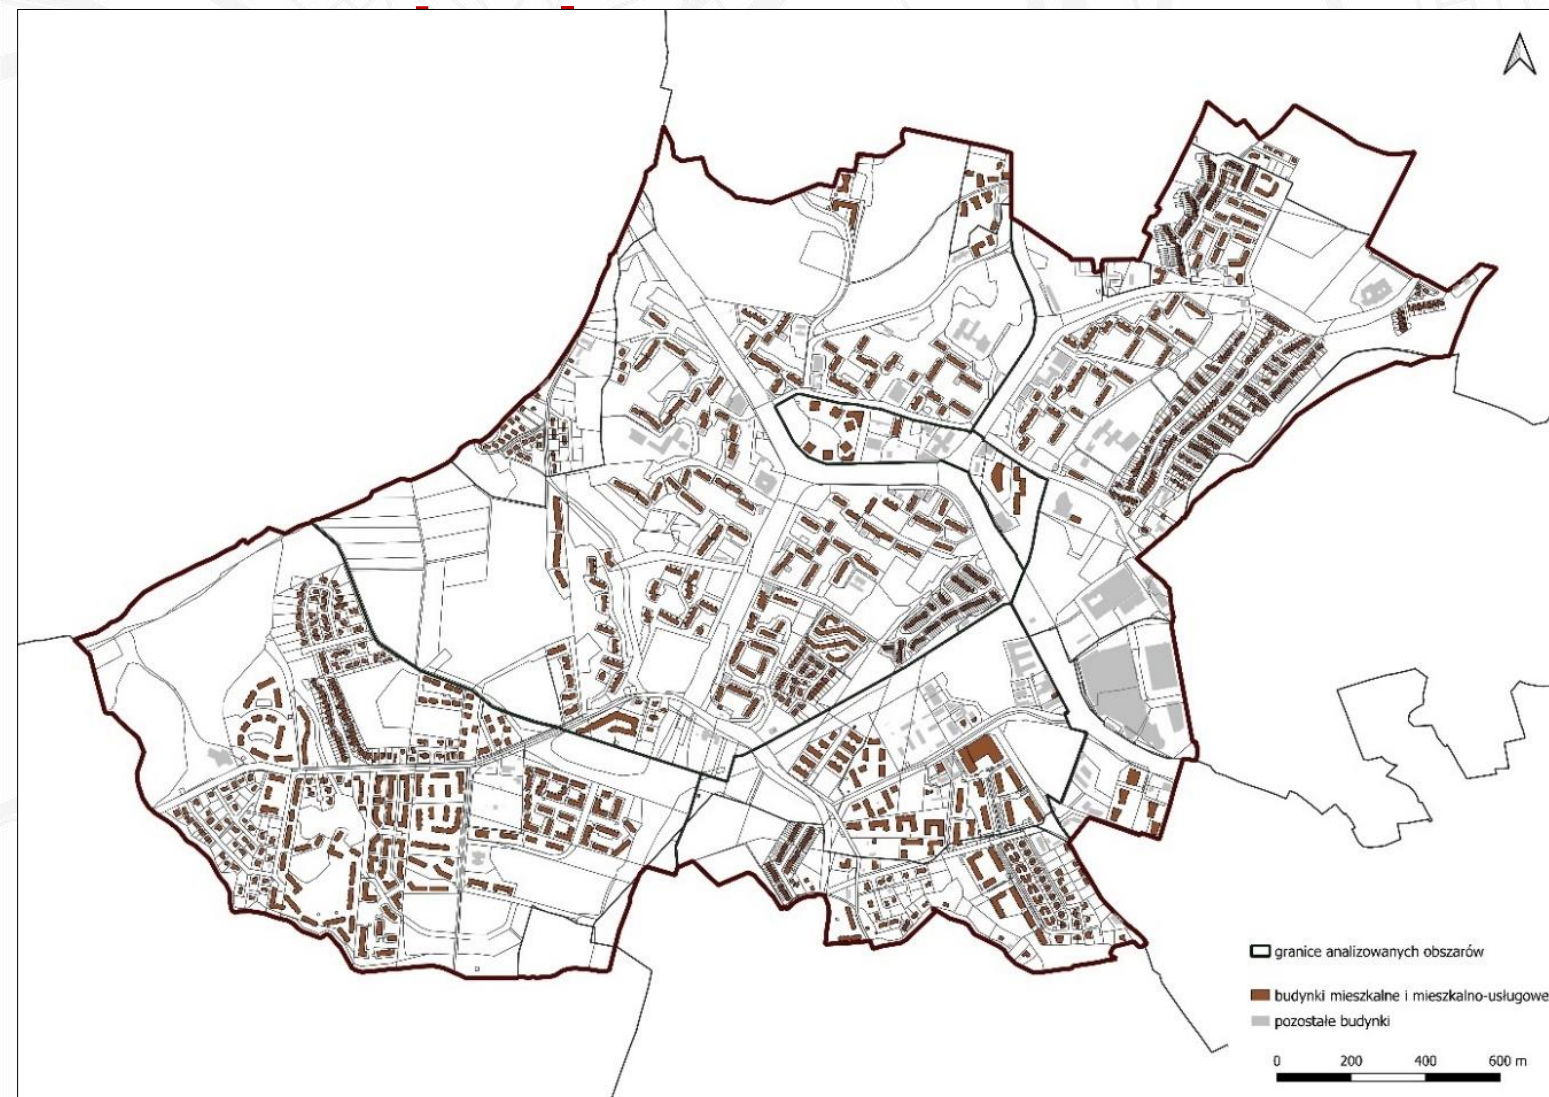 granice analizowanych obszarów
budynki mieszkalne i mieszkalno-usługowe
pozostałe budynki
0 200 400 600 m